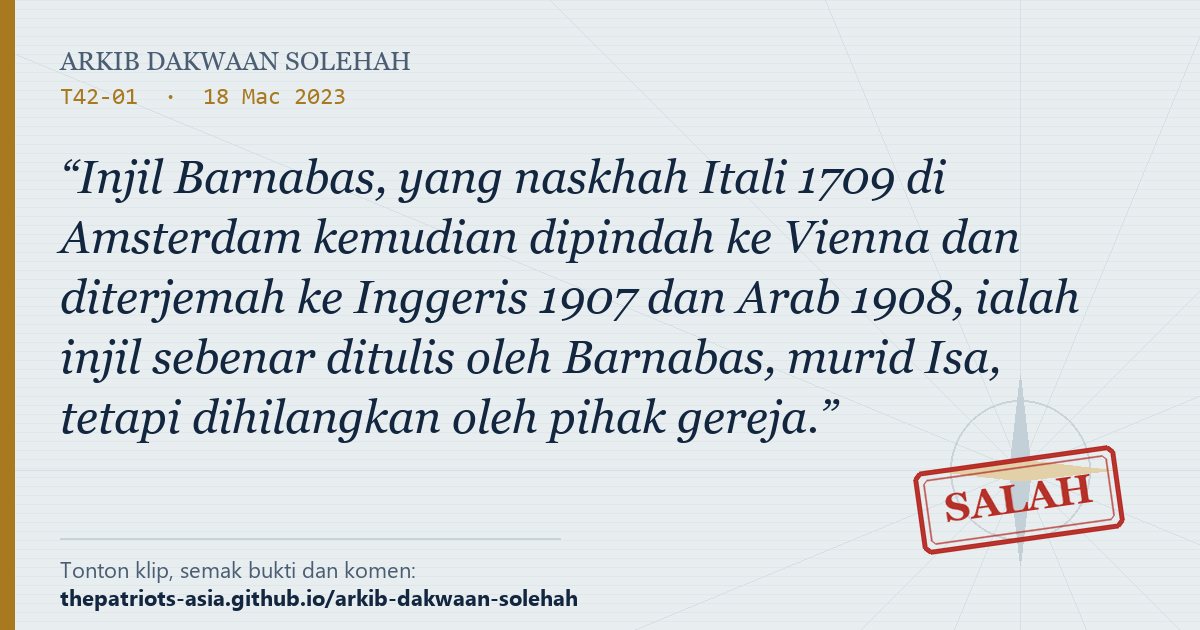 ARKIB DAKWAAN SOLEHAH
T42-01 · 18 Mac 2023
“Injil Barnabas, yang naskhah Itali 1709 di
Amsterdam kemudian dipindah ke Vienna dan
diterjemah ke Inggeris 1907 dan Arab 1908, ialah
injil sebenar ditulis oleh Barnabas, murid Isa,
tetapi dihilangkan oleh pihak gereja.”
SALAH
Tonton klip, semak bukti dan komen:
thepatriots-asia.github.io/arkib-dakwaan-solehah